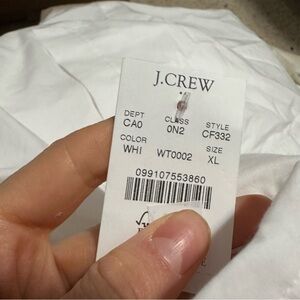 J.CREW
DEPT CLASS STYLE
CA0 0N2 CF332
COLOR SIZE
WHI WT0002 XL
099107553860